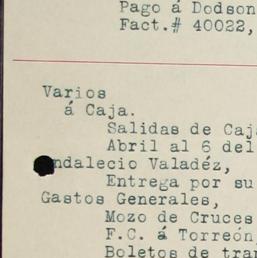 Pago á Dodson
Fact.# 40022,
Varios
á Caja.
Salidas de Caj
Abril al 6 del
ndalecio Valadéz,
Entrega por su
Gastos Generales,
Mozo de Cruces
F.C. á Torreón
Boletos de tran